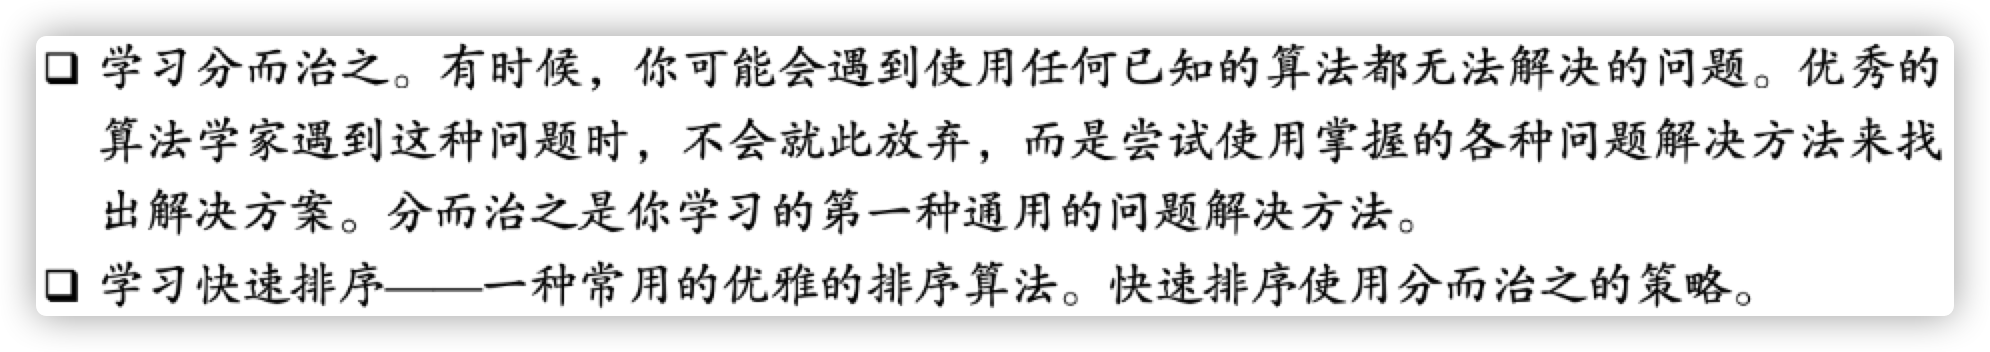 ❏ 学习分而治之。有时候，你可能会遇到使用任何已知的算法都无法解决的问题。优秀的
算法学家遇到这种问题时，不会就此放弃，而是尝试使用掌握的各种问题解决方法来找
出解决方案。分而治之是你学习的第一种通用的问题解决方法。
❏ 学习快速排序——一种常用的优雅的排序算法。快速排序使用分而治之的策略。